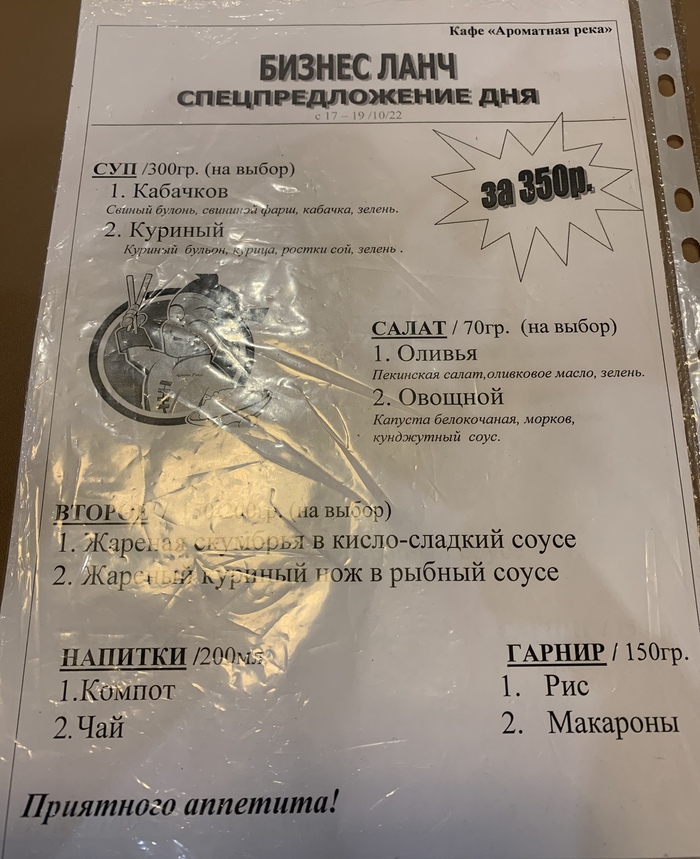 Кафе «Ароматная река»
БИЗНЕС ЛАНЧ
СПЕЦПРЕДЛОЖЕНИЕ ДНЯ
с 17 – 19 /10/22
за 350р.
СУП /300гр. (на выбор)
1. Кабачков
Свиный булонь, свининой фарш, кабачка, зелень.
2. Куриный
Куриный бульон, курица, ростки сой, зелень .
САЛАТ / 70гр. (на выбор)
1. Оливья
Пекинская салат,оливковое масло, зелень.
2. Овощной
Капуста белокочаная, морков,
кунджутный соус.
ВТОРОЕ (на выбор)
1. Жареная скумбрья в кисло-сладкий соусе
2. Жареный куриный нож в рыбный соусе
НАПИТКИ /200мл
1.Компот
2.Чай
ГАРНИР / 150гр.
1. Рис
2. Макароны
Приятного аппетита!